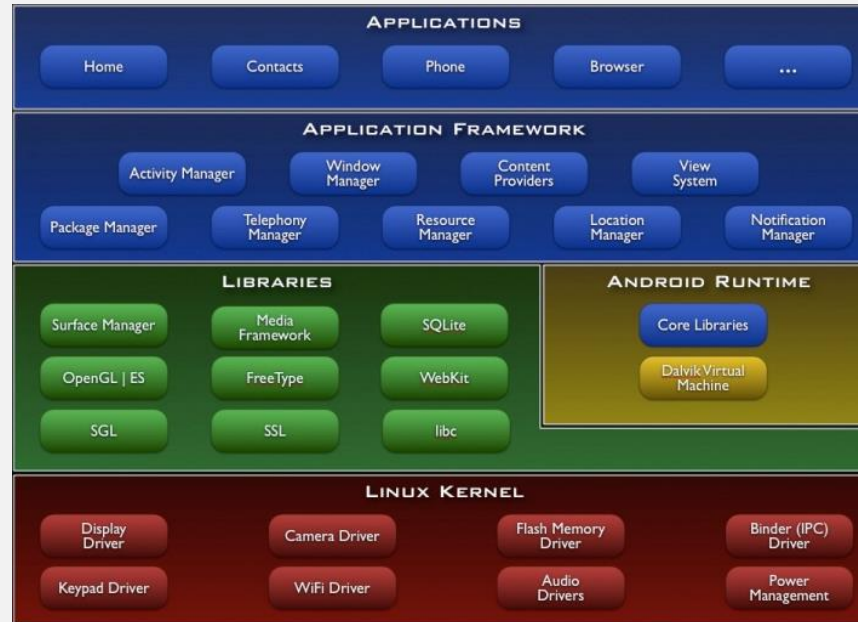 APPLICATIONS
Home
Contacts
Phone
Browser
...
APPLICATION FRAMEWORK
Activity Manager
Window
Manager
Content
Providers
View
System
Package Manager
Telephony
Manager
Resource
Manager
Location
Manager
Notification
Manager
LIBRARIES
Surface Manager
Media
Framework
SQLite
OpenGL | ES
FreeType
WebKit
SGL
SSL
libc
ANDROID RUNTIME
Core Libraries
Dalvik Virtual
Machine
LINUX KERNEL
Display
Driver
Camera Driver
Flash Memory
Driver
Binder (IPC)
Driver
Keypad Driver
WiFi Driver
Audio
Drivers
Power
Management